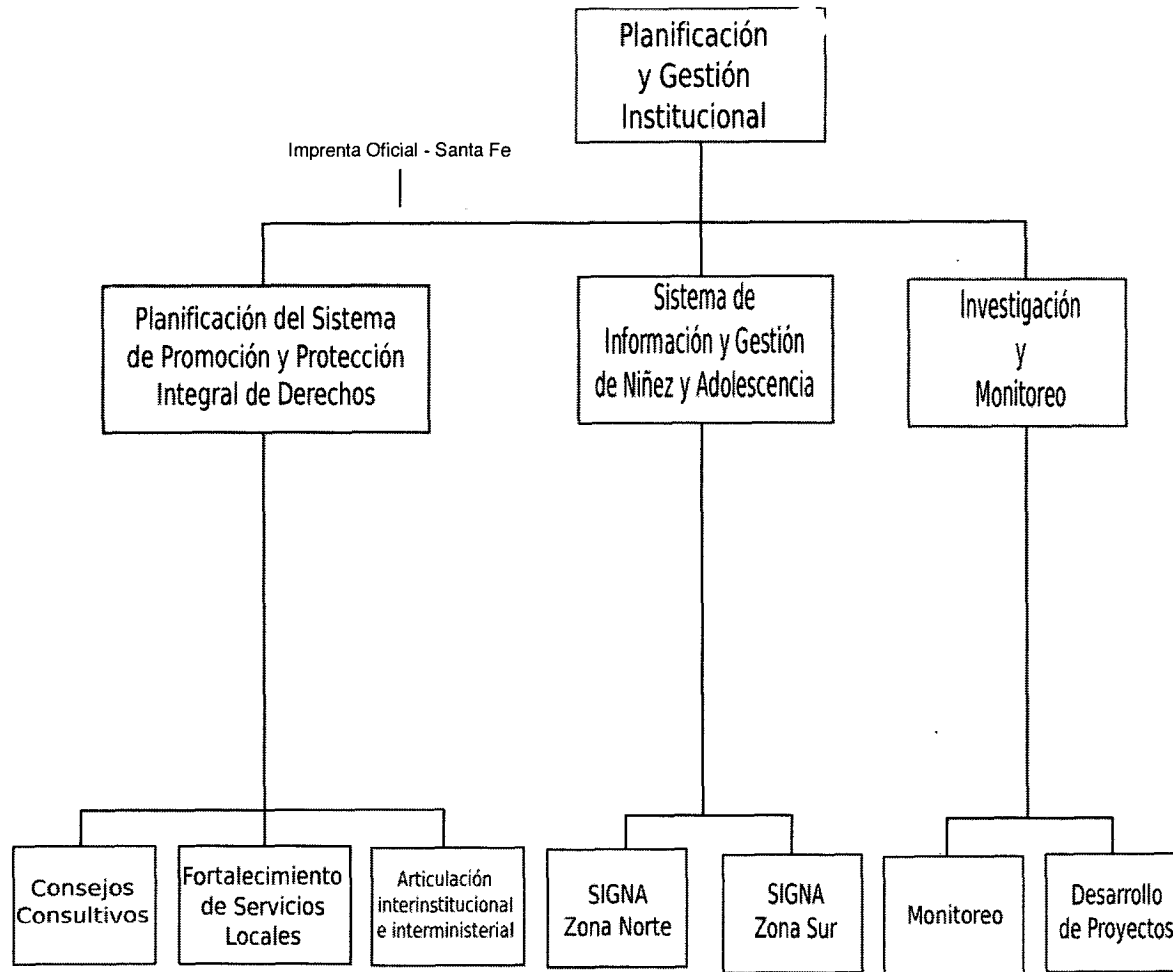 Planificación
y Gestión
Institucional
Imprenta Oficial - Santa Fe
Planificación del Sistema
de Promoción y Protección
Integral de Derechos
Sistema de
Información y Gestión
de Niñez y Adolescencia
Investigación
y
Monitoreo
Consejos
Consultivos
Fortalecimiento
de Servicios
Locales
Articulación
interinstitucional
e interministerial
SIGNA
Zona Norte
SIGNA
Zona Sur
Monitoreo
Desarrollo
de Proyectos